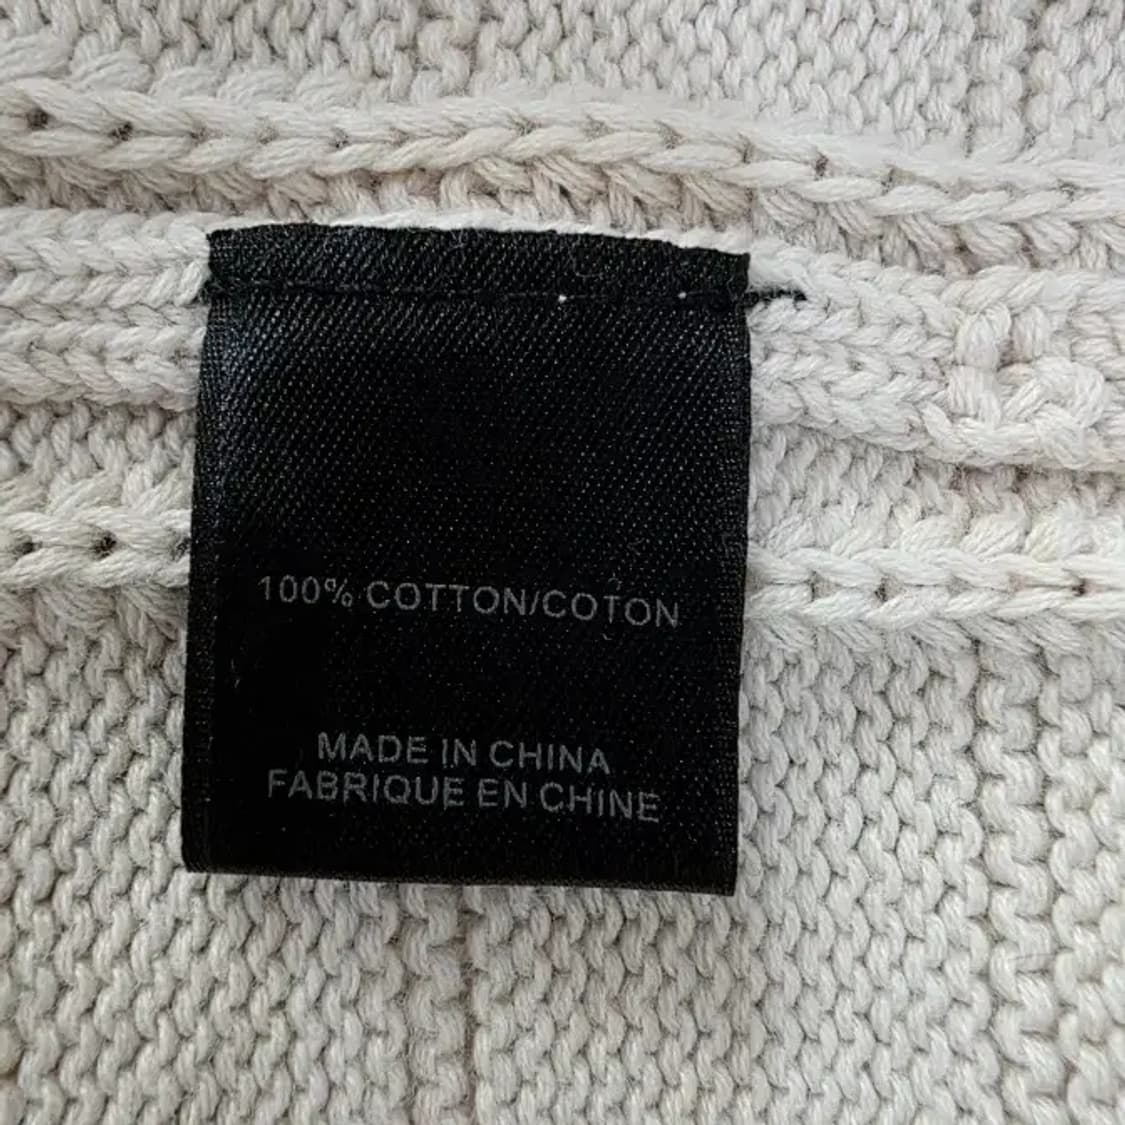 100% COTTON/COTON
MADE IN CHINA
FABRIQUE EN CHINE